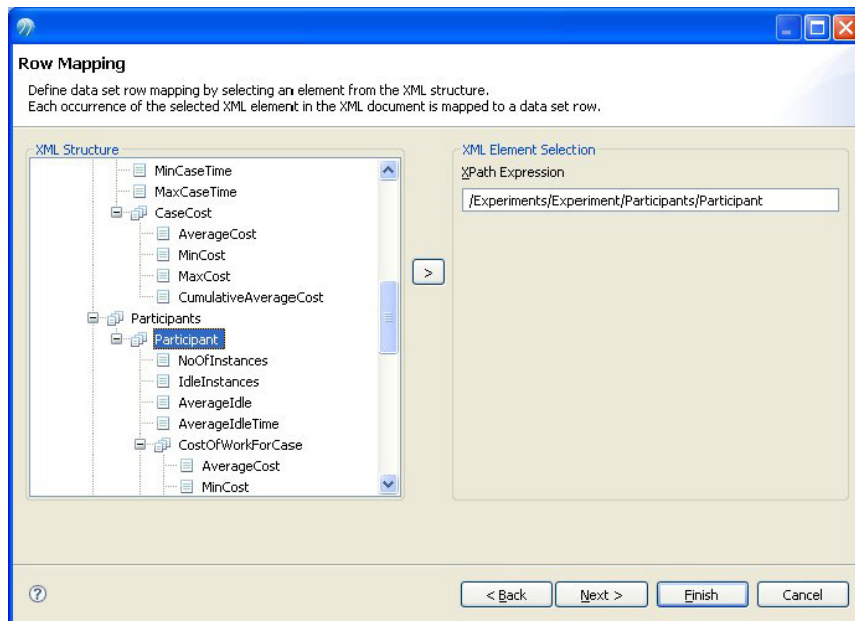 Row Mapping
Define data set row mapping by selecting an element from the XML structure.
Each occurrence of the selected XML element in the XML document is mapped to a data set row.
XML Structure
MinCaseTime
MaxCaseTime
CaseCost
AverageCost
MinCost
MaxCost
CumulativeAverageCost
Participants
Participant
NoOfInstances
IdleInstances
AverageIdle
AverageIdleTime
CostOfWorkForCase
AverageCost
MinCost
>
XML Element Selection
XPath Expression
/Experiments/Experiment/Participants/Participant
?
< Back
Next >
Finish
Cancel